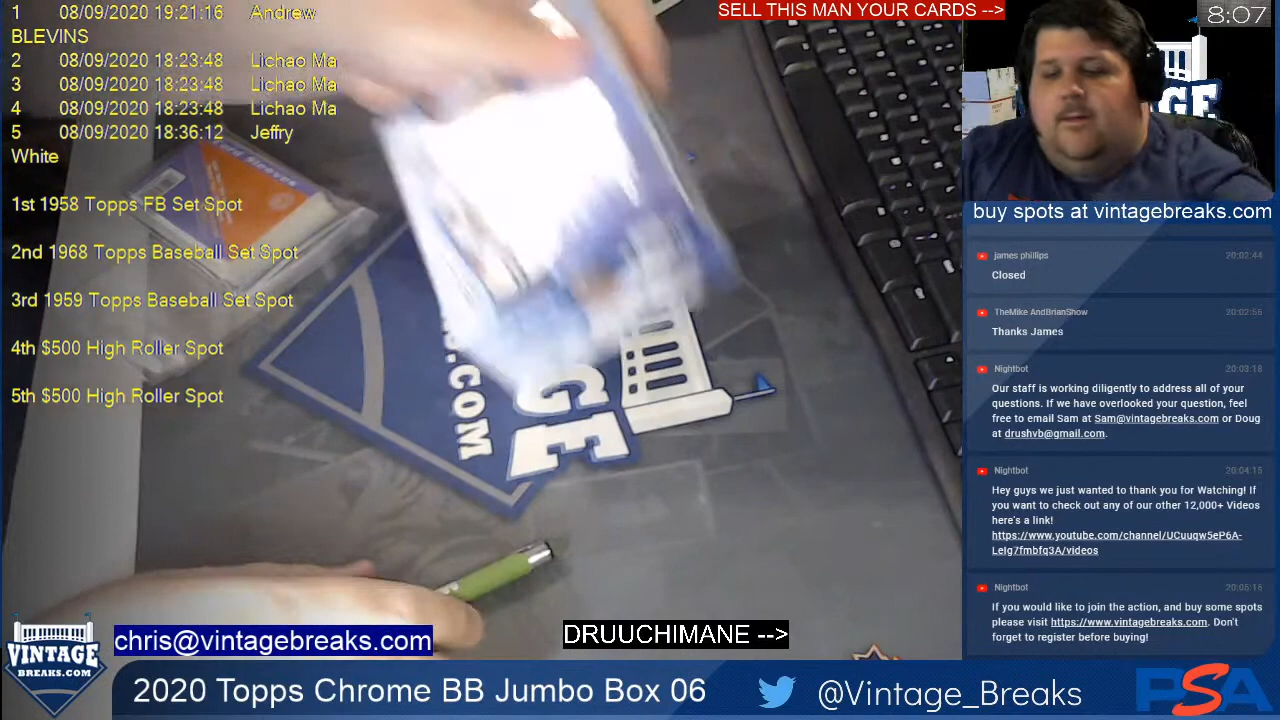 1 08/09/2020 19:21:16 Andrew
BLEVINS
2 08/09/2020 18:23:48 Lichao Ma
3 08/09/2020 18:23:48 Lichao Ma
4 08/09/2020 18:23:48 Lichao Ma
5 08/09/2020 18:36:12 Jeffry
White
1st 1958 Topps FB Set Spot
2nd 1968 Topps Baseball Set Spot
3rd 1959 Topps Baseball Set Spot
4th $500 High Roller Spot
5th $500 High Roller Spot
SELL THIS MAN YOUR CARDS -->
8:07
GE
buy spots at vintagebreaks.com
james phillips 20:02:44
Closed
TheMike AndBrianShow 20:02:55
Thanks James
Nightbot 20:03:18
Our staff is working diligently to address all of your
questions. If we have overlooked your question, feel
free to email Sam at Sam@vintagebreaks.com or Doug
at drushvb@gmail.com.
Nightbot 20:04:15
Hey guys we just wanted to thank you for Watching! If
you want to check out any of our other 12,000+ Videos
here's a link!
https://www.youtube.com/channel/UCuuqw5eP6A-
LeIg7fmbfq3A/videos
Nightbot 20:05:16
If you would like to join the action, and buy some spots
please visit https://www.vintagebreaks.com. Don't
forget to register before buying!
.COM
GE
VINTAGE
BREAKS.COM
chris@vintagebreaks.com
DRUUCHIMANE -->
2020 Topps Chrome BB Jumbo Box 06
@Vintage_Breaks
PSA